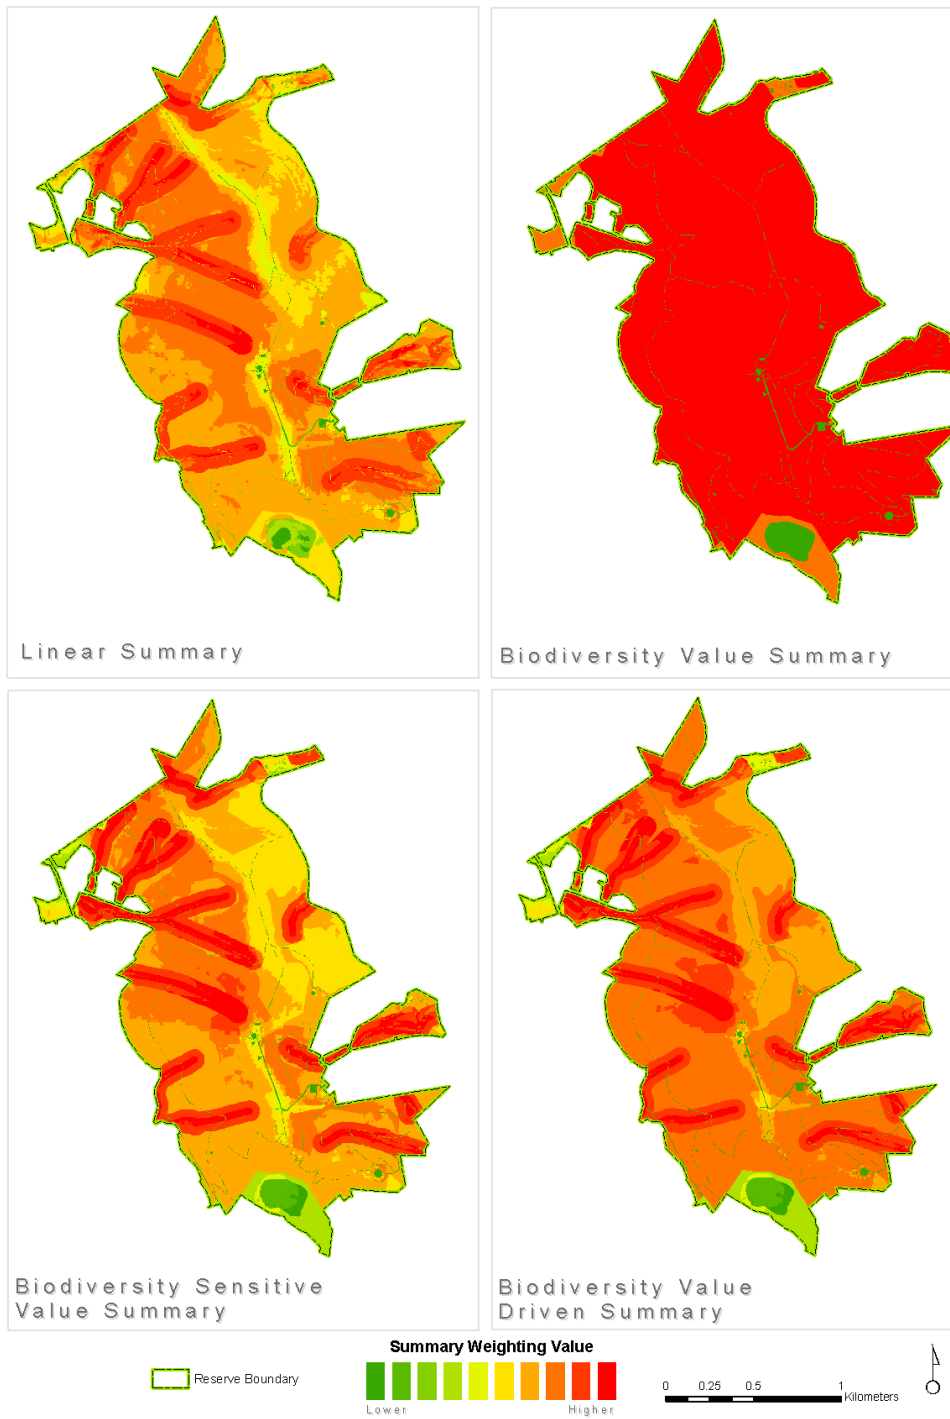 Linear Summary
Biodiversity Value Summary
Biodiversity Sensitive
Value Summary
Biodiversity Value
Driven Summary
Summary Weighting Value
Reserve Boundary
Lower
Higher
0 0.25 0.5 1
Kilometers